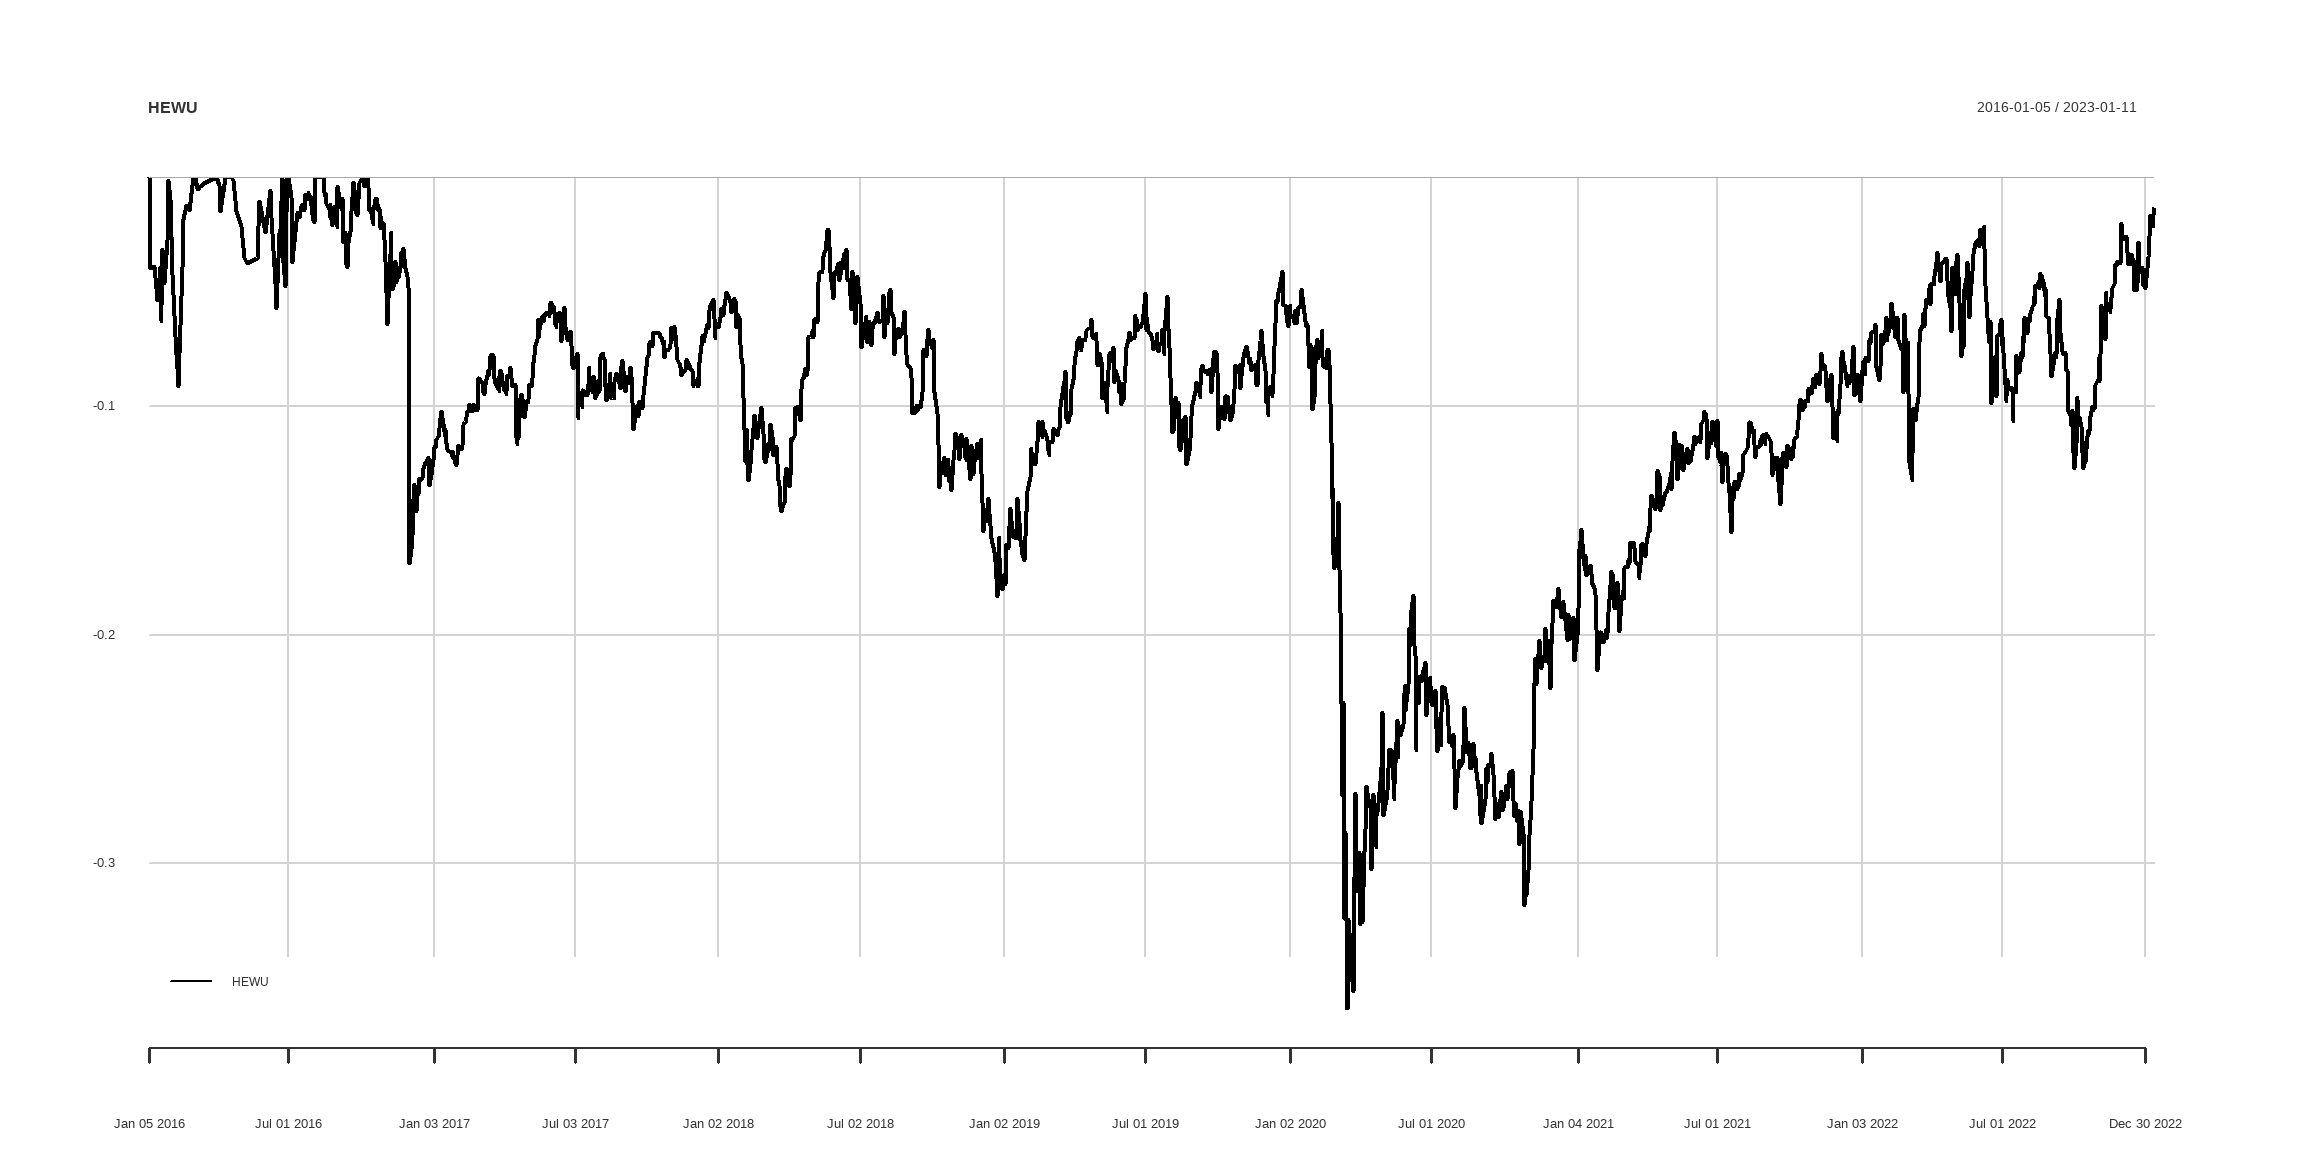 HEWU
2016-01-05 / 2023-01-11
-0.1
-0.2
-0.3
HEWU
Jan 05 2016
Jul 01 2016
Jan 03 2017
Jul 03 2017
Jan 02 2018
Jul 02 2018
Jan 02 2019
Jul 01 2019
Jan 02 2020
Jul 01 2020
Jan 04 2021
Jul 01 2021
Jan 03 2022
Jul 01 2022
Dec 30 2022